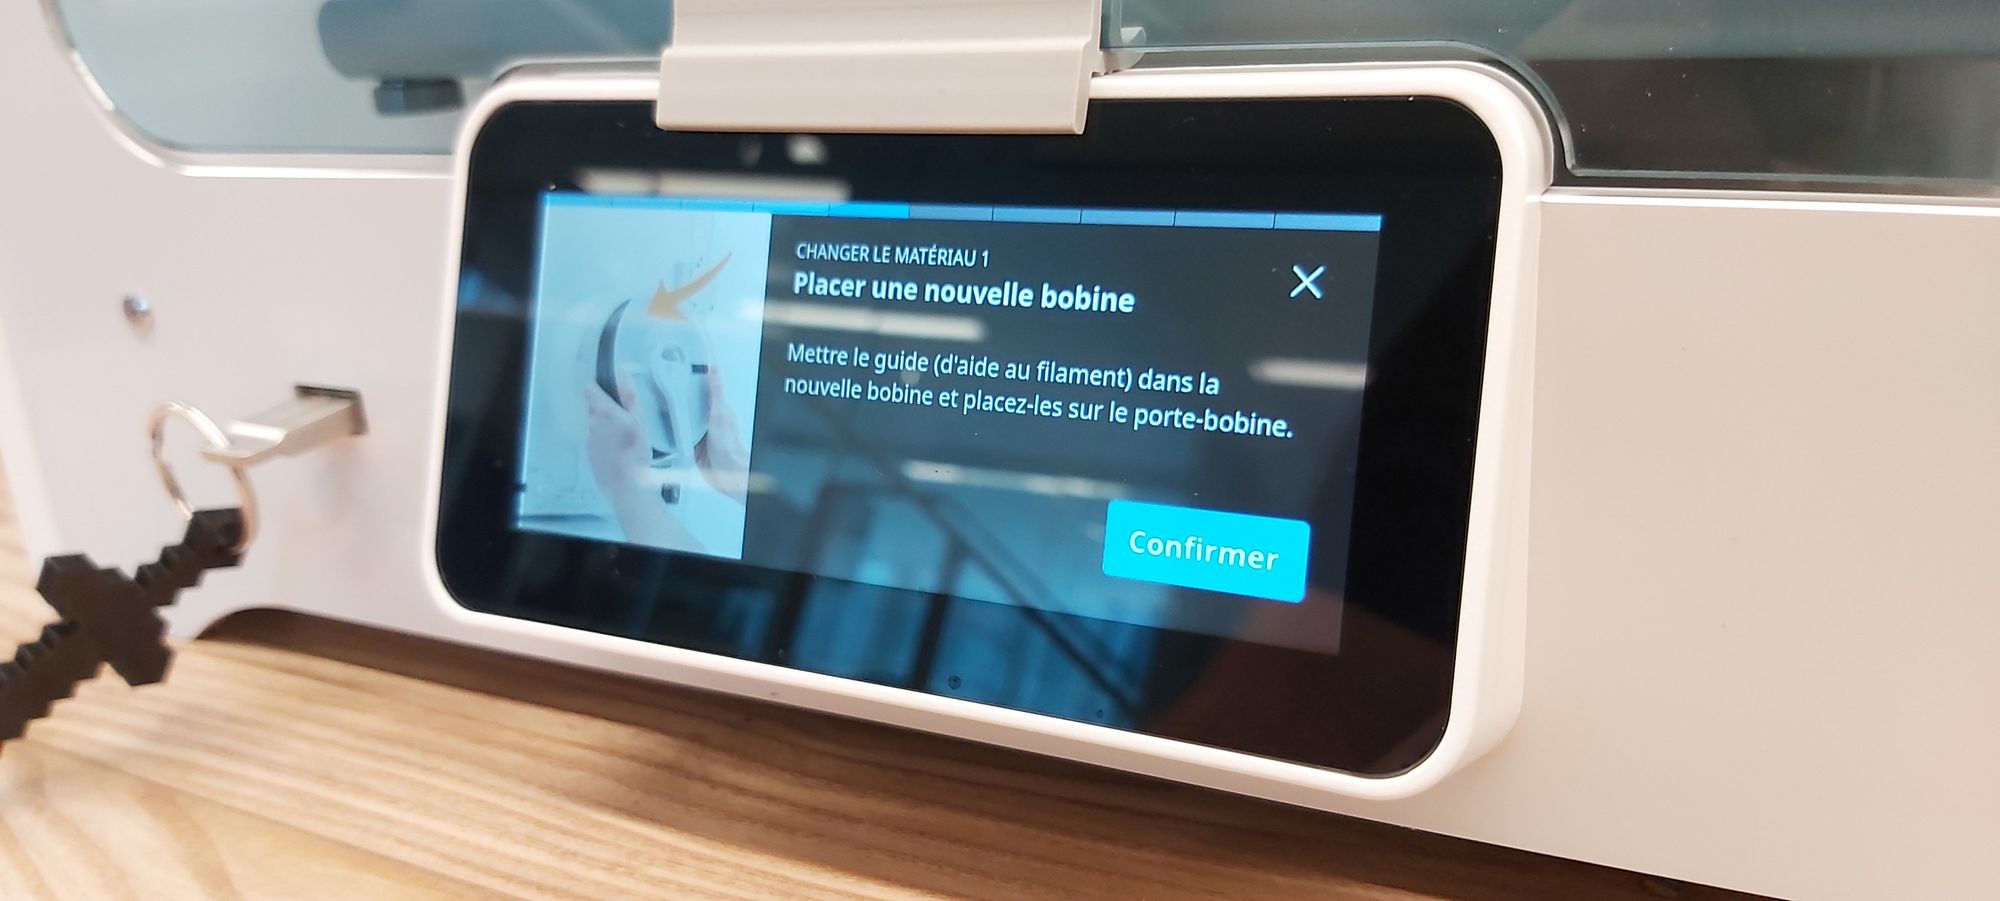 CHANGER LE MATÉRIAU 1
Placer une nouvelle bobine
Mettre le guide (d'aide au filament) dans la
nouvelle bobine et placez-les sur le porte-bobine.
Confirmer